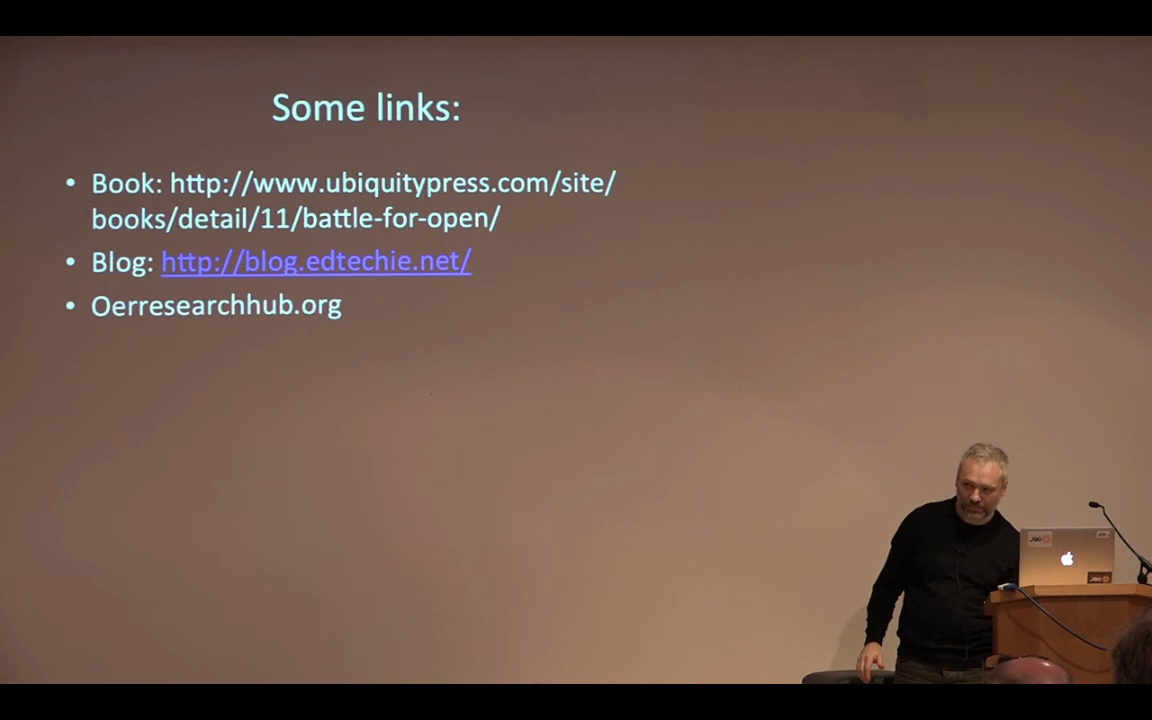 Some links:
• Book: http://www.ubiquitypress.com/site/
books/detail/11/battle-for-open/
• Blog: http://blog.edtechie.net/
• Oerresearchhub.org